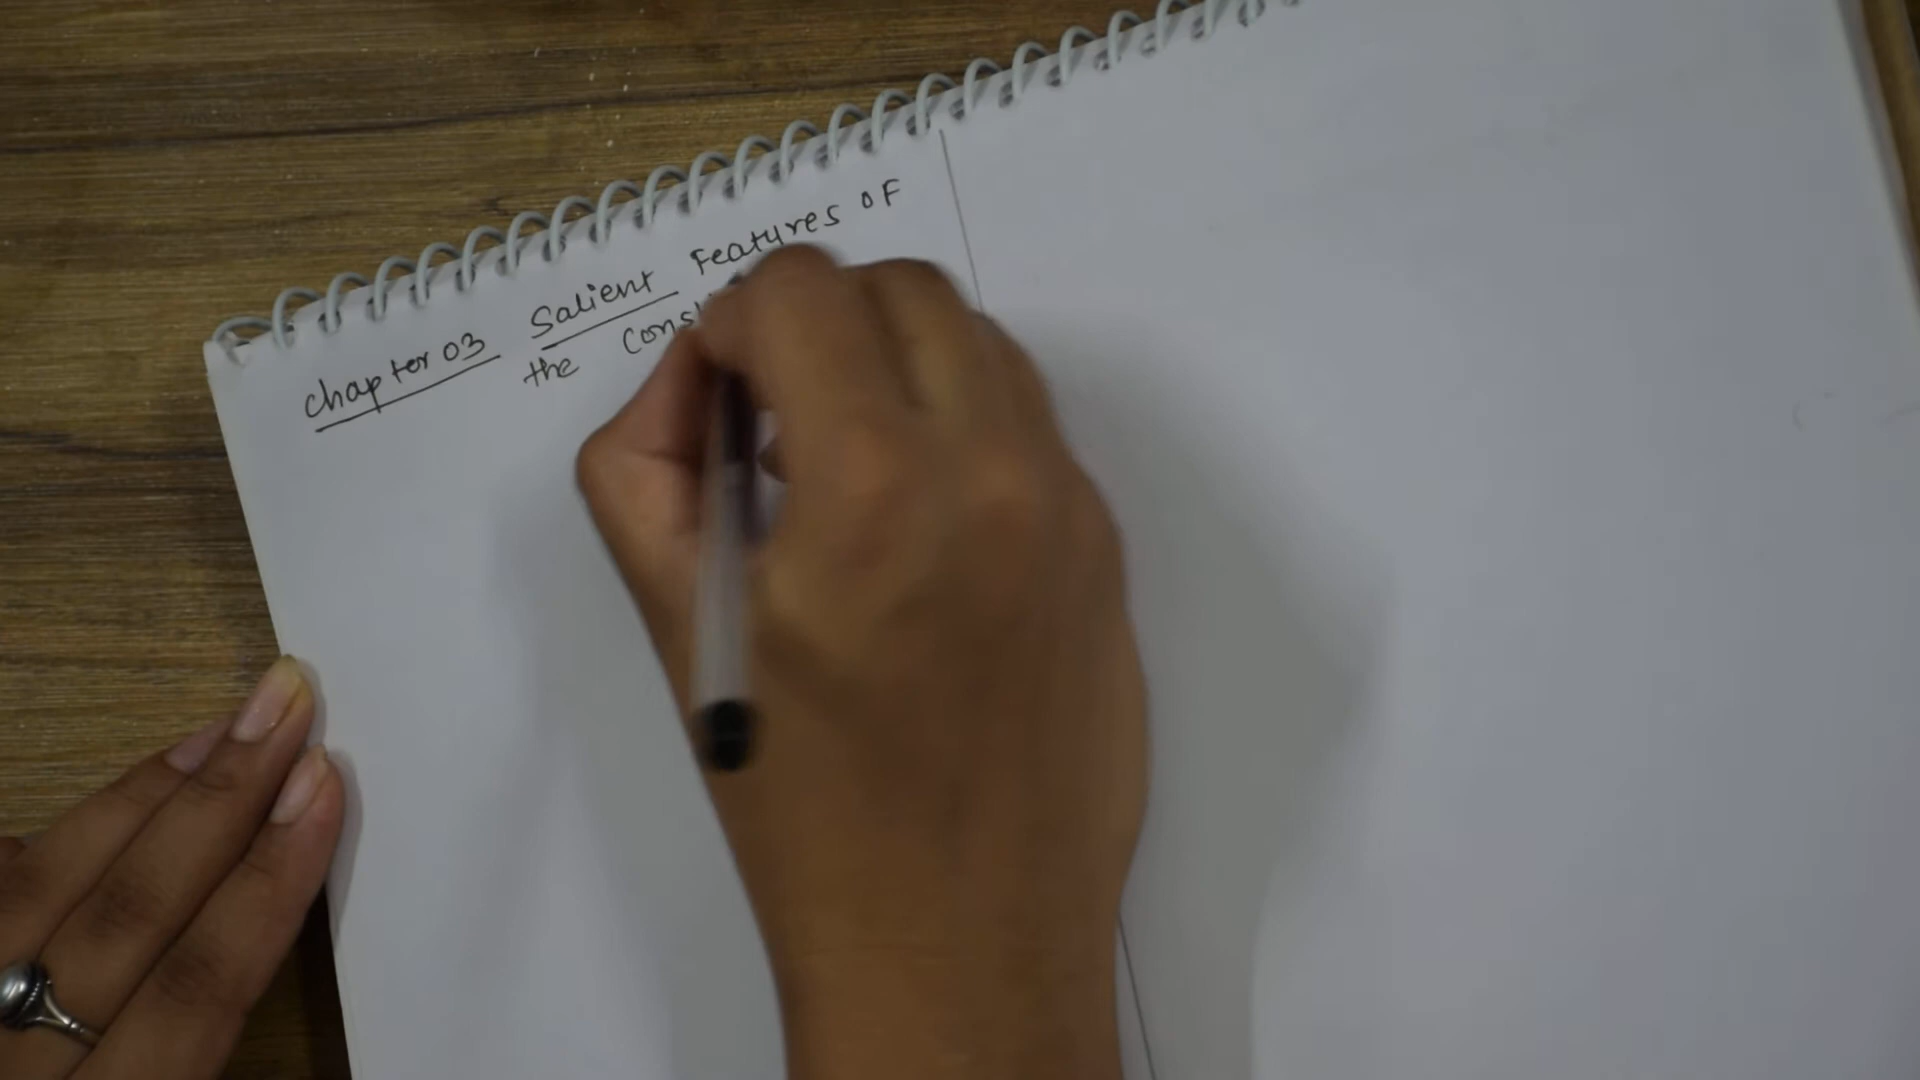 chapter 03 Salient Features OF
the